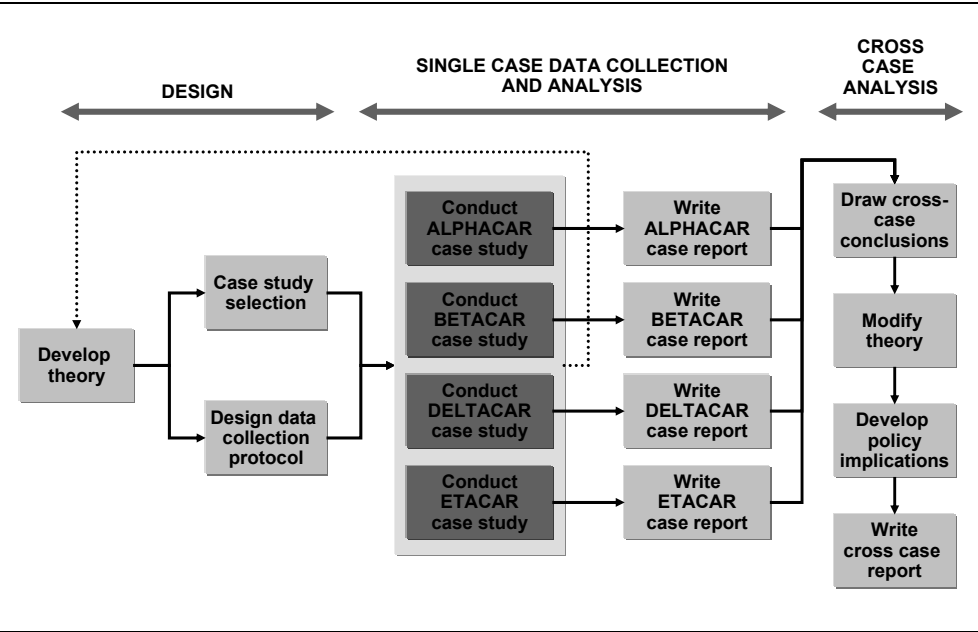 DESIGN
SINGLE CASE DATA COLLECTION
AND ANALYSIS
CROSS
CASE
ANALYSIS
Develop
theory
Case study
selection
Design data
collection
protocol
Conduct
ALPHACAR
case study
Conduct
BETACAR
case study
Conduct
DELTACAR
case study
Conduct
ETACAR
case study
Write
ALPHACAR
case report
Write
BETACAR
case report
Write
DELTACAR
case report
Write
ETACAR
case report
Draw cross-
case
conclusions
Modify
theory
Develop
policy
implications
Write
cross case
report